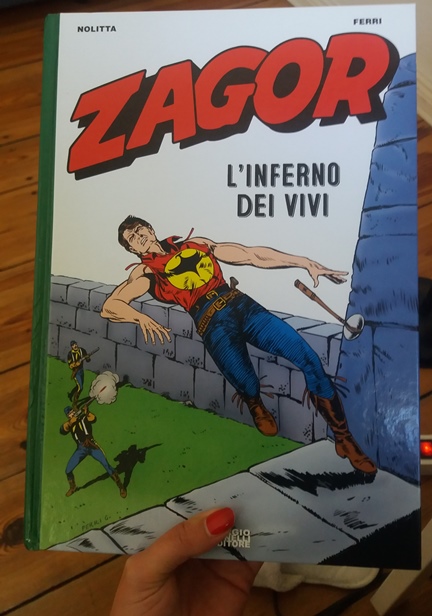 NOLITTA
FERRI
ZAGOR
L'INFERNO
DEI VIVI